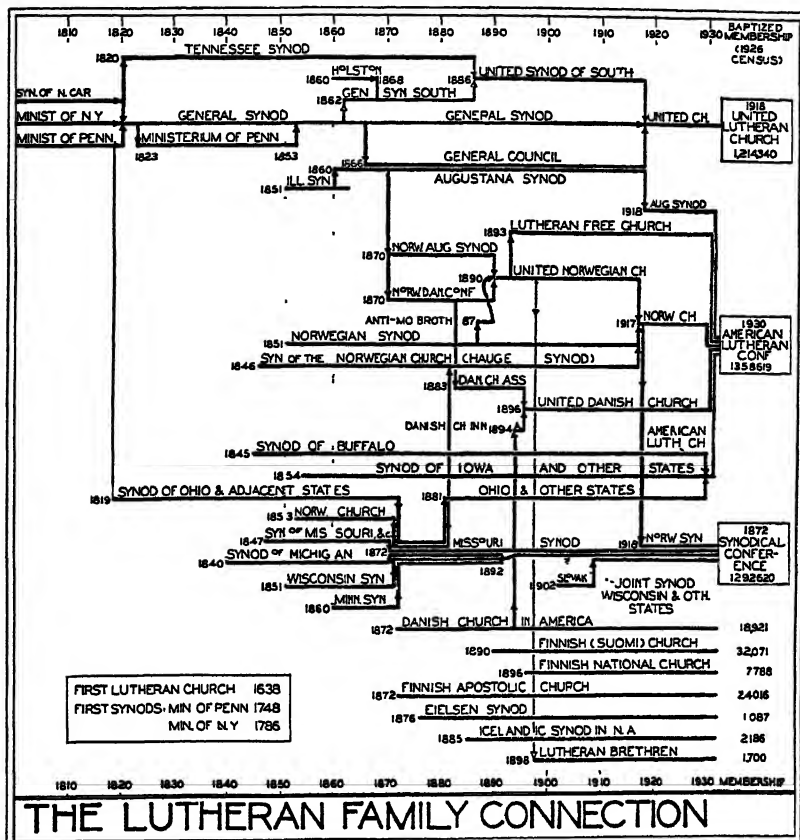 1810 1820 1830 1840 1850 1860 1870 1880 1890 1900 1910 1920 1930 BAPTIZED
MEMBERSHIP
(1926
CENSUS)
TENNESSEE SYNOD
1820
HOLSTON
1860 1868 1886 UNITED SYNOD OF SOUTH
SYN. OF N. CAR
GEN SYN SOUTH
1862
MINIST OF N Y GENERAL SYNOD GENERAL SYNOD UNITED CH
1918
UNITED
LUTHERAN
CHURCH
1,214,340
MINIST OF PENN. MINISTERIUM OF PENN.
1823 1853
GENERAL COUNCIL
1866
1860 AUGUSTANA SYNOD
ILL. SYN
1851
1918 AUG SYNOD
LUTHERAN FREE CHURCH
1893
NORW. AUG SYNOD
1870
1890 UNITED NORWEGIAN CH
NORW. DAN. CONF
1870
ANTI-MO BROTH 87
1917 NORW CH
1930
AMERICAN
LUTHERAN
CONF
1358619
NORWEGIAN SYNOD
1851
SYN OF THE NORWEGIAN CHURCH (HAUGE SYNOD)
1846
1883 DAN. CH ASS
1896 UNITED DANISH CHURCH
DANISH CH IN N 1894
AMERICAN
LUTH. CH
SYNOD OF BUFFALO
1845
SYNOD OF IOWA AND OTHER STATES
1854
SYNOD OF OHIO & ADJACENT STATES 1881 OHIO & OTHER STATES
1819
NORW. CHURCH
1853
SYN OF MISSOURI, &C. MISSOURI SYNOD 1918 NORW SYN
1847 1872
1872
SYNODICAL
CONFER-
ENCE
1292620
SYNOD OF MICHIGAN
1840 1892
WISCONSIN SYN
1851
SLOVAK
1902
JOINT SYNOD
WISCONSIN & OTH.
STATES
MINN. SYN
1860
DANISH CHURCH IN AMERICA
1872 18,921
FINNISH (SUOMI) CHURCH
1890 32,071
FINNISH NATIONAL CHURCH
1896 7788
FINNISH APOSTOLIC CHURCH
1872 24016
EIELSEN SYNOD
1876 1087
ICELANDIC SYNOD IN N. A
1885 2186
LUTHERAN BRETHREN
1898 1,700
FIRST LUTHERAN CHURCH 1638
FIRST SYNODS: MIN OF PENN 1748
MIN. OF N.Y 1786
1810 1820 1830 1840 1850 1860 1870 1880 1890 1900 1910 1920 1930 MEMBERSHIP
THE LUTHERAN FAMILY CONNECTION